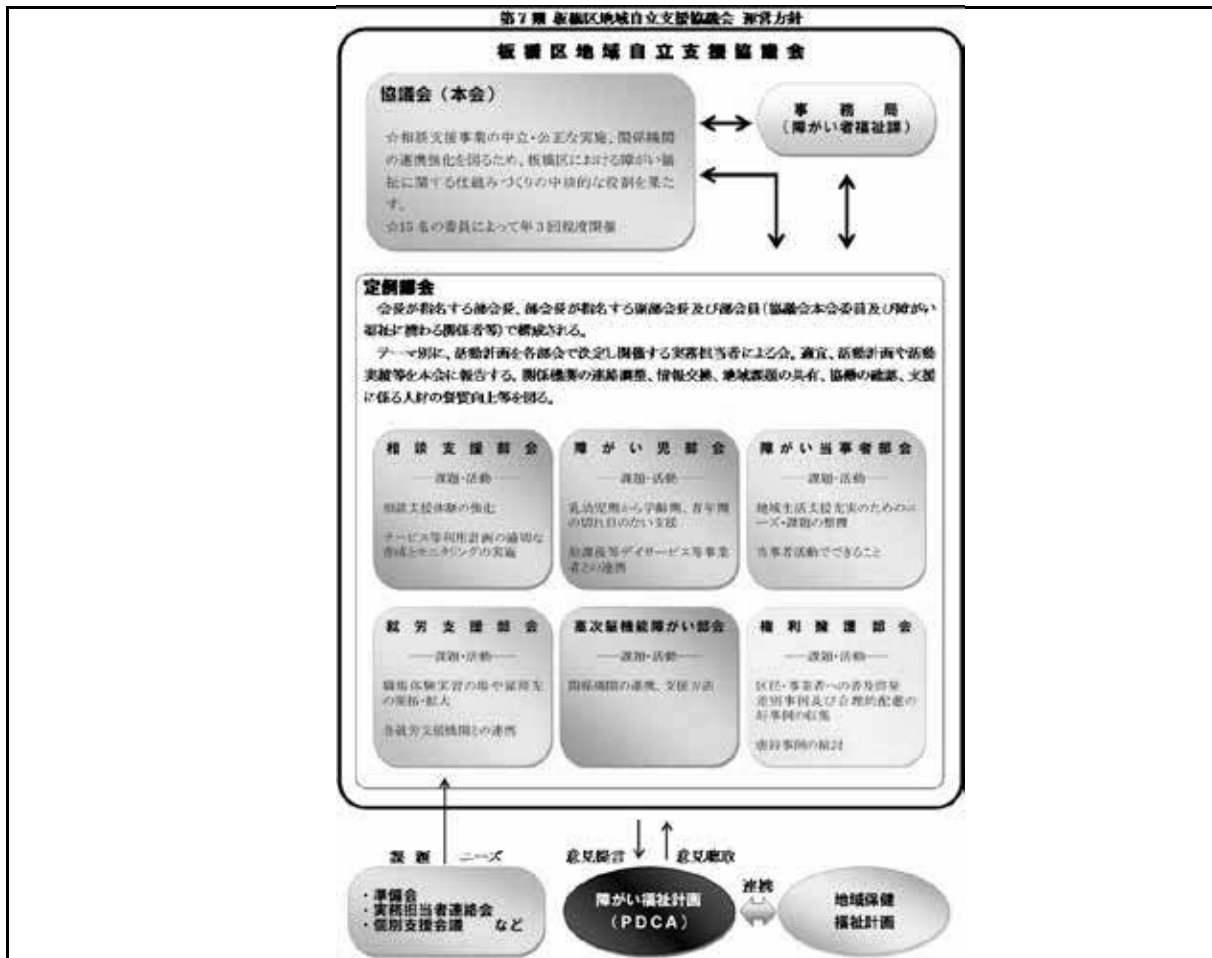 第7期 板橋区地域自立支援協議会 運営方針
板橋区地域自立支援協議会
協議会（本会）
☆相談支援事業の中立・公正な実施、関係機関
の連携強化を図るため、板橋区における障がい福
祉に関する仕組みづくりの中核的な役割を果た
す。
☆15名の委員によって年3回程度開催
事務局
（障がい者福祉課）
定例部会
会長が指名する部会長、部会長が指名する副部会長及び部会員（協議会本会委員及び障がい
福祉に携わる関係者等）で構成される。
テーマ別に、活動計画を各部会で決定し開催する実務担当者による会。適宜、活動計画や活動
実績等を本会に報告する。関係機関の連絡調整、情報交換、地域課題の共有、協働の確認、支援
に係る人材の資質向上等を図る。
相談支援部会
――課題・活動――
相談支援体制の強化
サービス等利用計画の適切な
作成とモニタリングの実施
障がい児部会
――課題・活動――
乳幼児期から学齢期、青年期
の切れ目のない支援
放課後等デイサービス等事業
者との連携
障がい当事者部会
――課題・活動――
地域生活支援充実のためのニ
ーズ・課題の整理
当事者活動でできること
就労支援部会
――課題・活動――
職場体験実習の場や雇用先
の開拓・拡大
各就労支援機関との連携
高次脳機能障がい部会
――課題・活動――
関係機関の連携、支援方法
権利擁護部会
――課題・活動――
区民・事業者への普及啓発
差別事例及び合理的配慮の
好事例の収集
虐待事例の検討
課題 ニーズ
意見提言
意見聴取
・準備会
・実務担当者連絡会
・個別支援会議 など
障がい福祉計画
（PDCA）
連携
地域保健
福祉計画